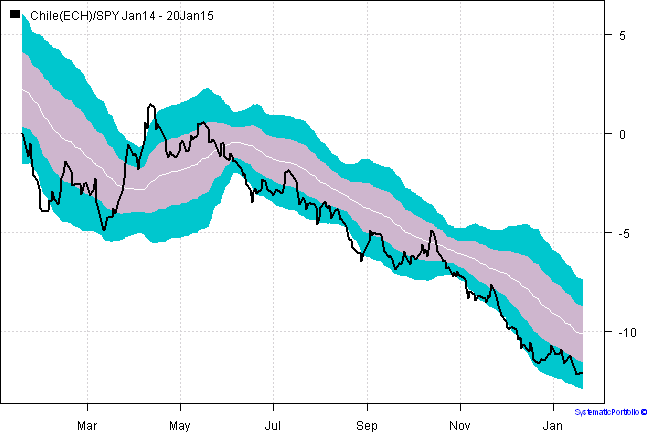 Chile(ECH)/SPY Jan14 - 20Jan15
5
0
-5
-10
Mar May Jul Sep Nov Jan
SystematicPortfolio ©